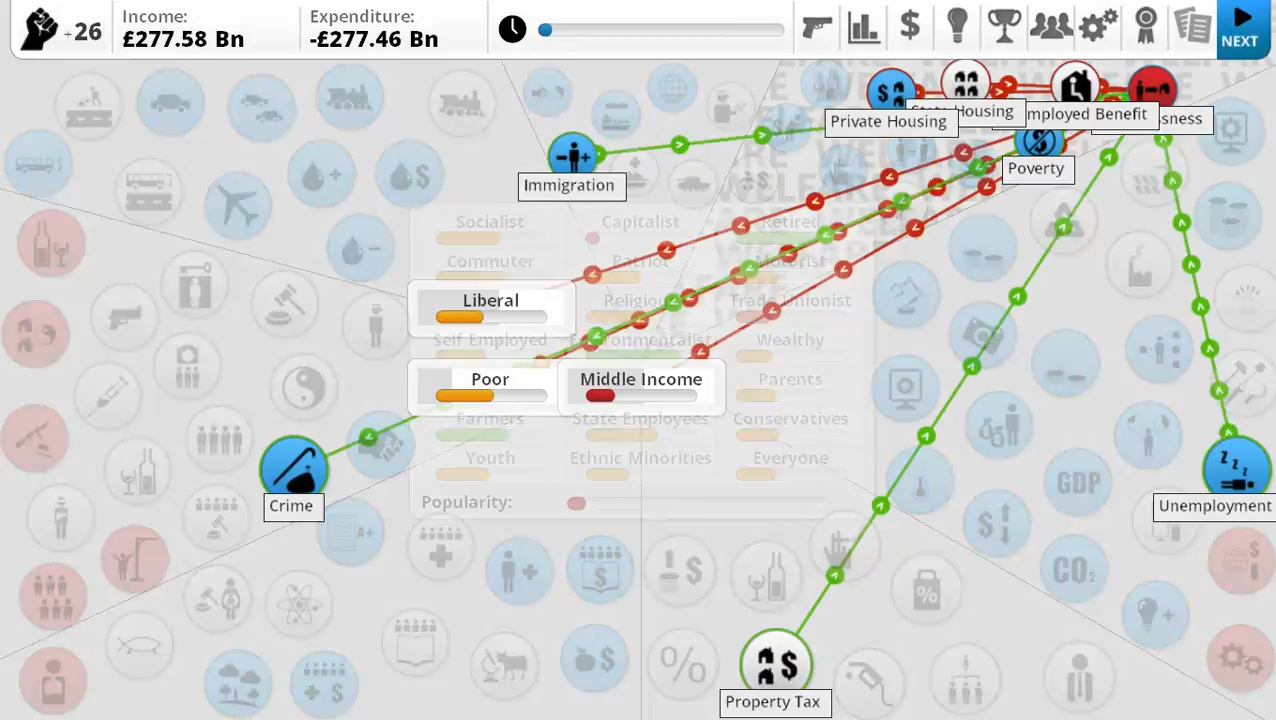 +26
Income:
£277.58 Bn
Expenditure:
-£277.46 Bn
NEXT
Private Housing
State Housing
mployed Benefit
sness
Poverty
Immigration
Socialist
Capitalist
Retired
Commuter
Patriot
Motorist
Liberal
Religious
Trade Unionist
Self Employed
Environmentalist
Wealthy
Poor
Middle Income
Parents
Farmers
State Employees
Conservatives
Youth
Ethnic Minorities
Everyone
Popularity:
Crime
Unemployment
GDP
A+
CO₂
Property Tax